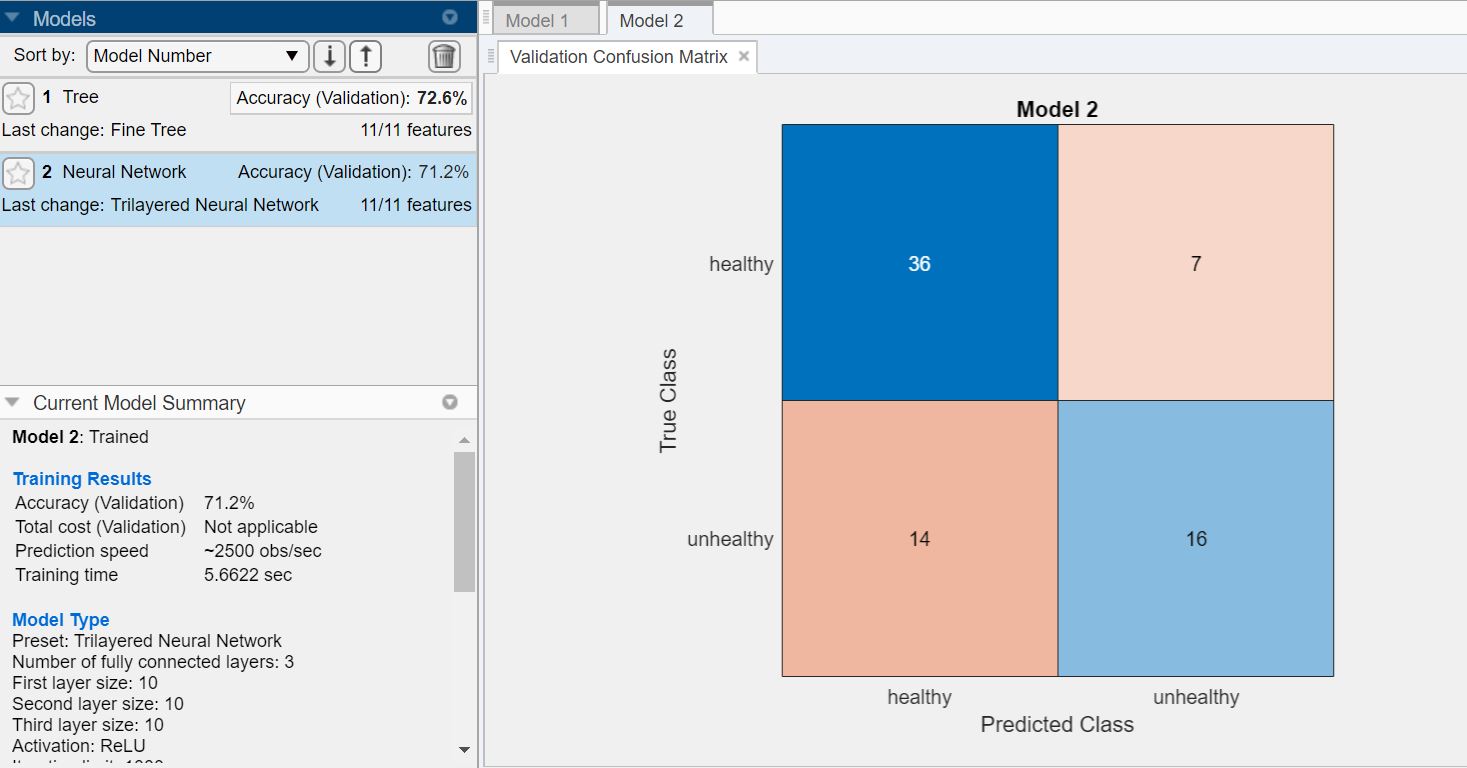 Models
Sort by: Model Number
1 Tree Accuracy (Validation): 72.6%
Last change: Fine Tree 11/11 features
2 Neural Network Accuracy (Validation): 71.2%
Last change: Trilayered Neural Network 11/11 features
Current Model Summary
Model 2: Trained
Training Results
Accuracy (Validation) 71.2%
Total cost (Validation) Not applicable
Prediction speed ~2500 obs/sec
Training time 5.6622 sec
Model Type
Preset: Trilayered Neural Network
Number of fully connected layers: 3
First layer size: 10
Second layer size: 10
Third layer size: 10
Activation: ReLU
Model 1 Model 2
Validation Confusion Matrix
Model 2
True Class
healthy 36 7
unhealthy 14 16
healthy unhealthy
Predicted Class